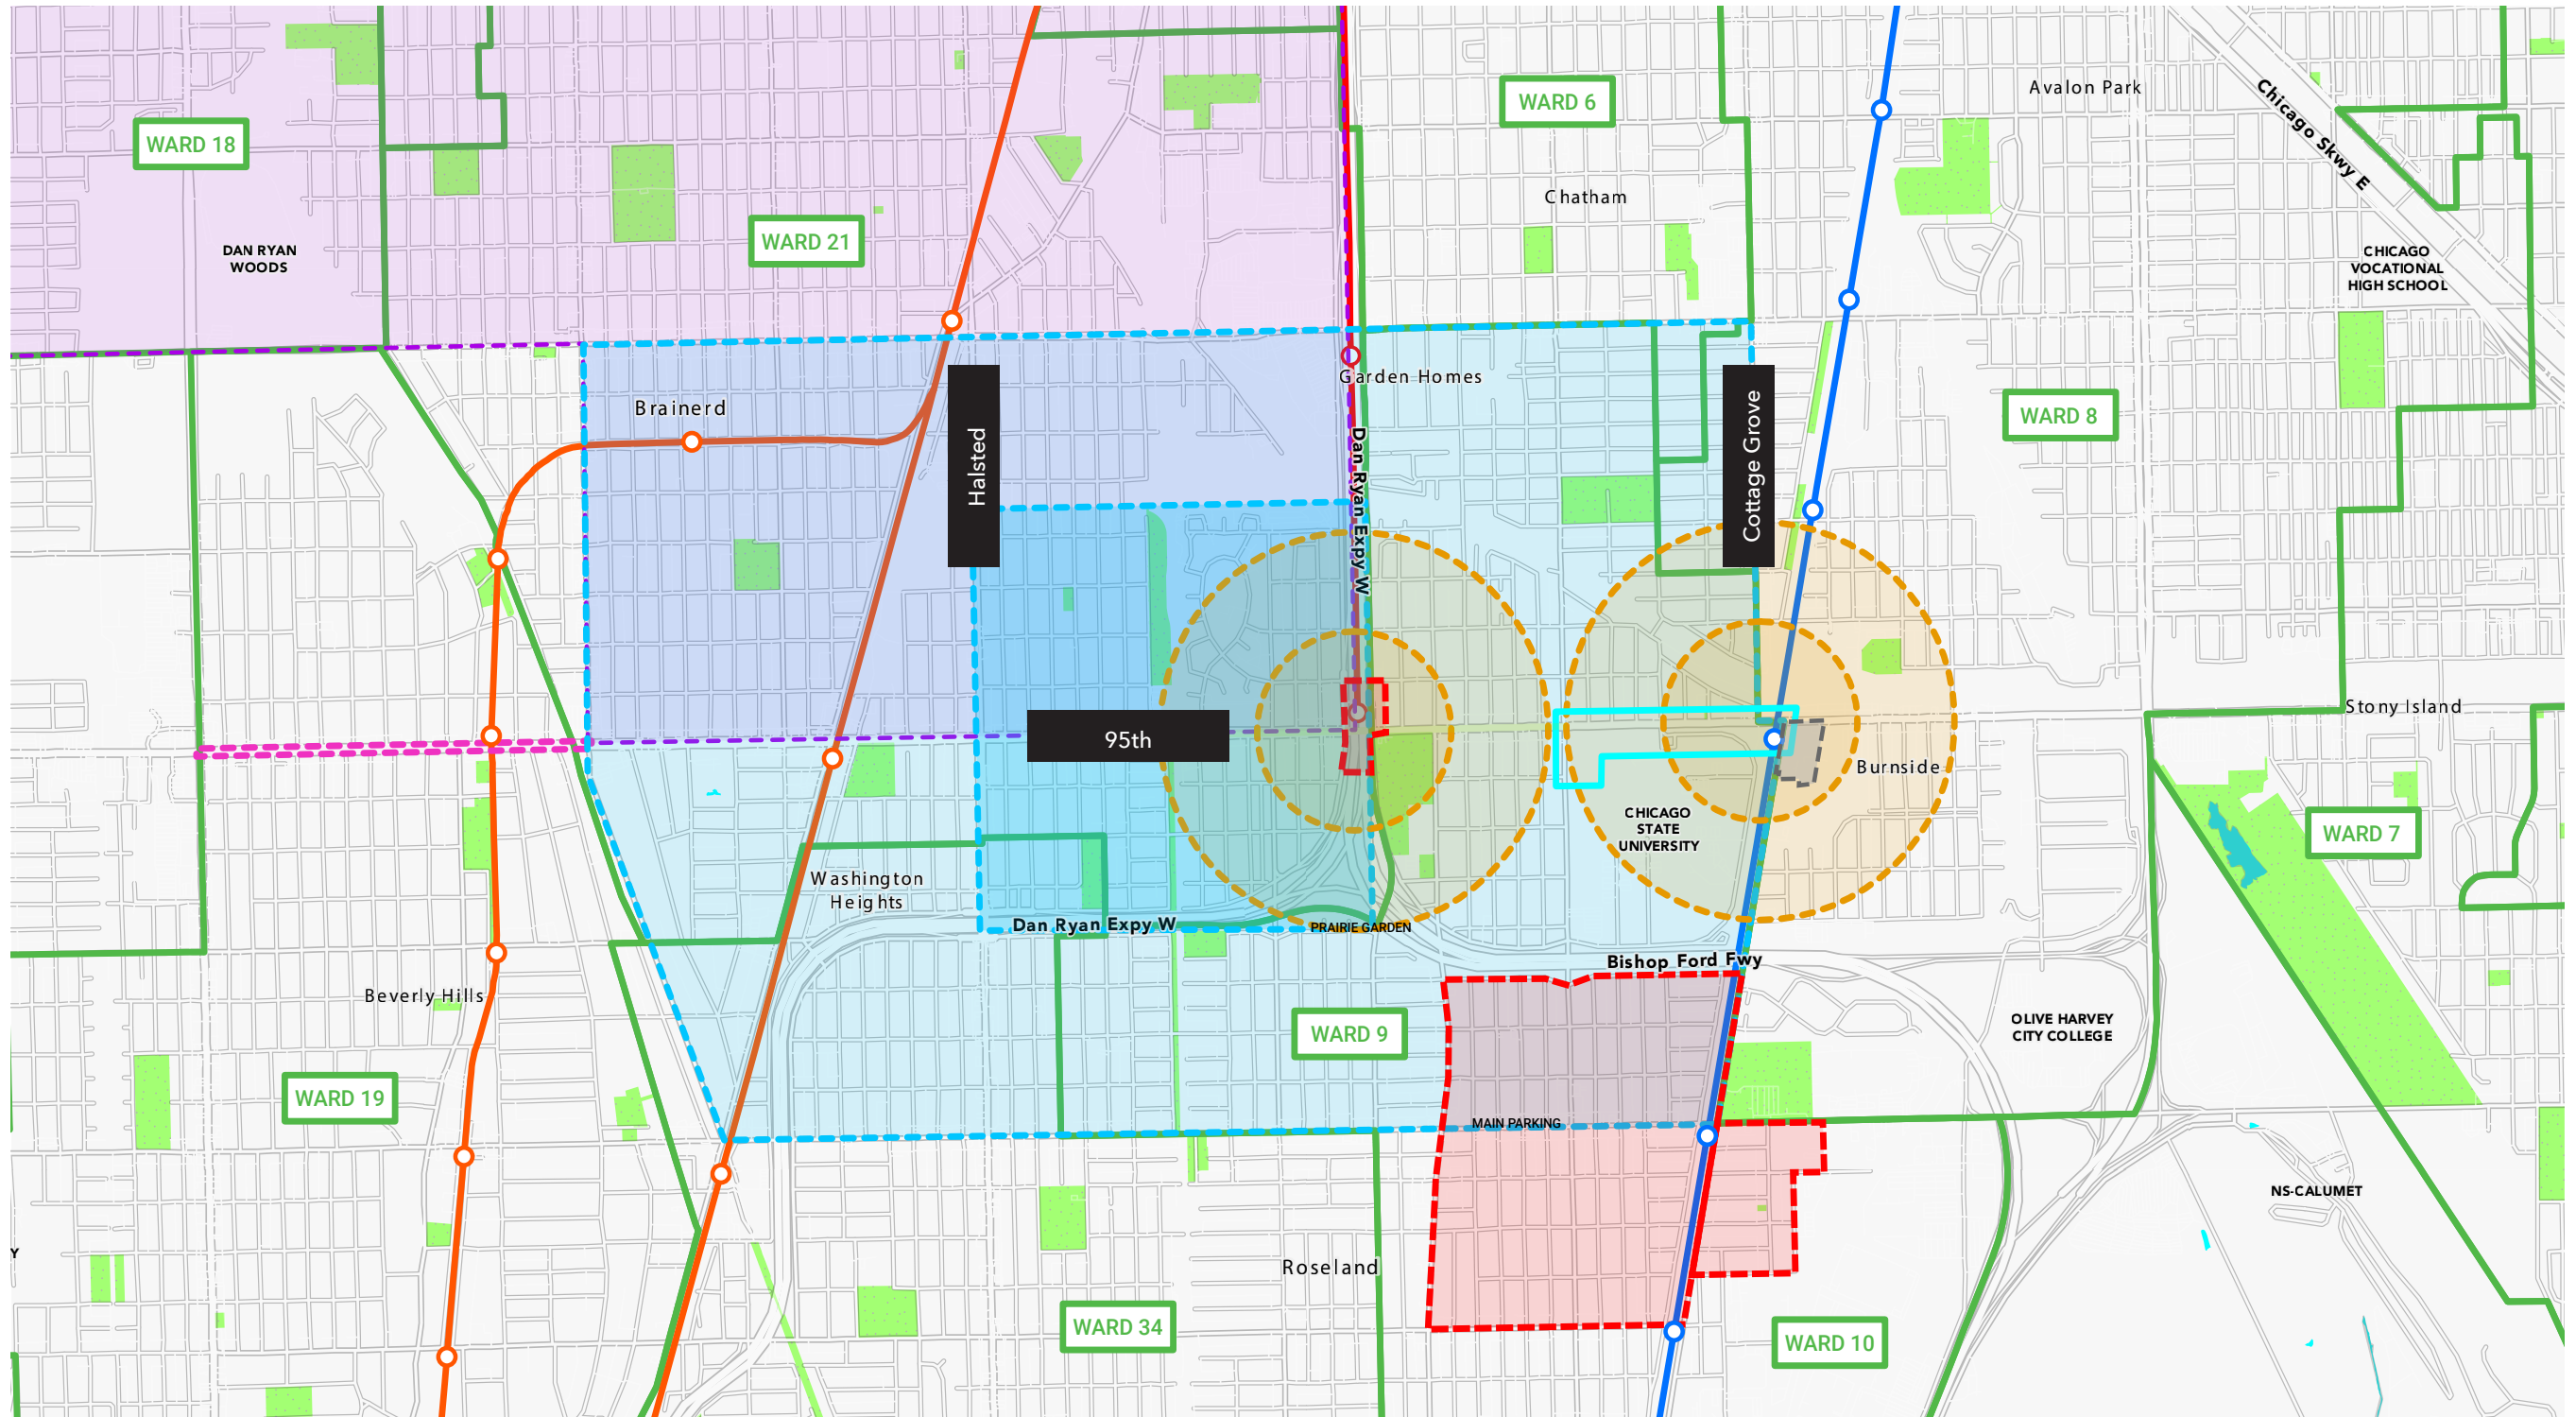 Chicago Skwy E
Avalon Park
WARD 6
WARD 18
Chatham
WARD 21
DAN RYAN
WOODS
CHICAGO
VOCATIONAL
HIGH SCHOOL
Garden Homes
Brainerd
WARD 8
Halsted
Dan Ryan Expy W
Cottage Grove
Stony Island
95th
Burnside
CHICAGO
STATE
UNIVERSITY
WARD 7
Washington
Heights
Dan Ryan Expy W
PRAIRIE GARDEN
Bishop Ford Fwy
Beverly Hills
WARD 9
OLIVE HARVEY
CITY COLLEGE
WARD 19
MAIN PARKING
NS-CALUMET
Y
Roseland
WARD 34
WARD 10